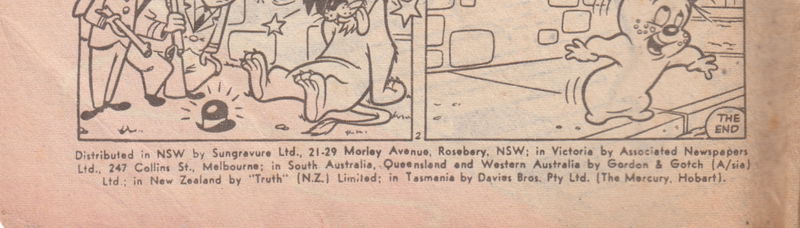 2
THE
END
Distributed in NSW by Sungravure Ltd., 21-29 Morley Avenue, Rosebery, NSW; in Victoria by Associated Newspapers
Ltd., 247 Collins St., Melbourne; in South Australia, Queensland and Western Australia by Gordon & Gotch (A/sia)
Ltd.; in New Zealand by "Truth" (N.Z.) Limited; in Tasmania by Davies Bros. Pty Ltd. (The Mercury, Hobart).